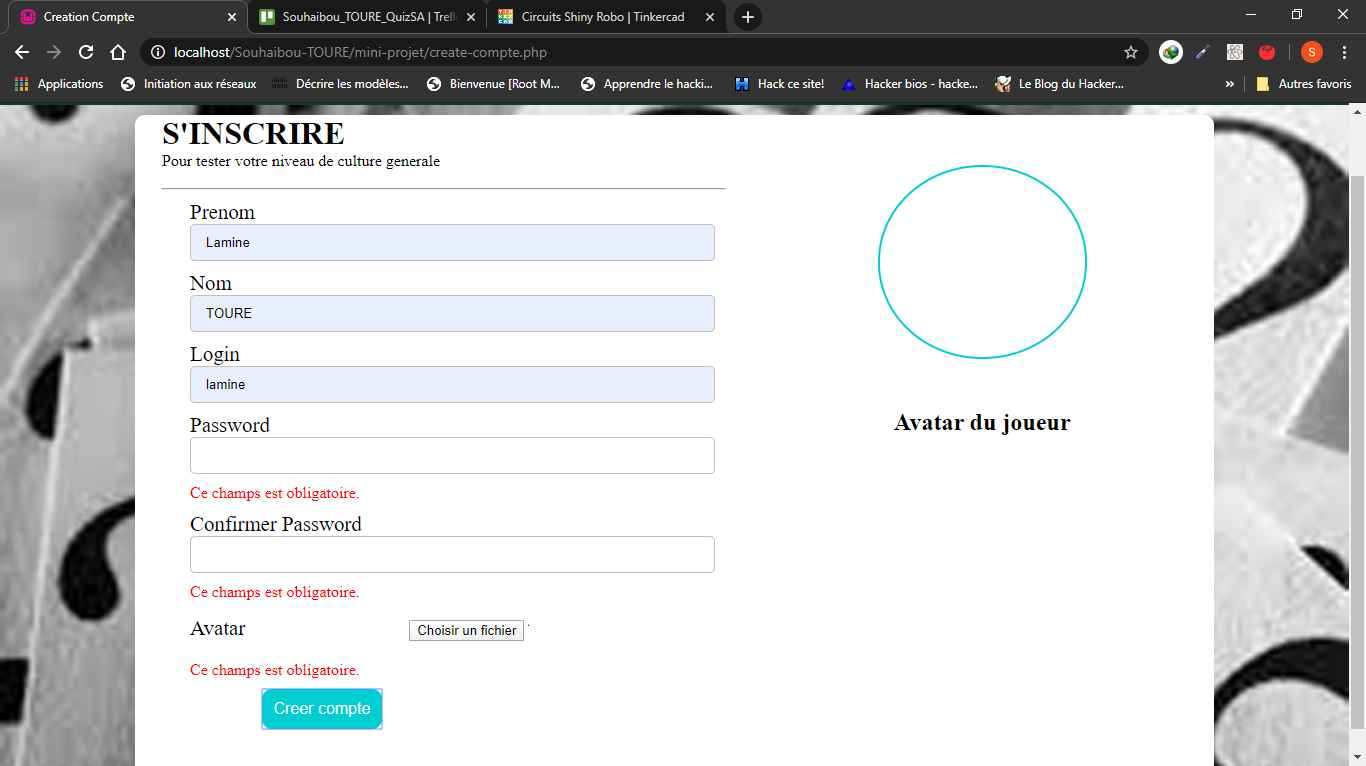 Creation Compte
Souhaibou_TOURE_QuizSA | Trell
Circuits Shiny Robo | Tinkercad
localhost/Souhaibou-TOURE/mini-projet/create-compte.php
S
Applications
Initiation aux réseaux
Décrire les modèles...
Bienvenue [Root M...
Apprendre le hacki...
Hack ce site!
Hacker bios - hacke...
Le Blog du Hacker...
»
Autres favoris
S'INSCRIRE
Pour tester votre niveau de culture generale
Prenom
Lamine
Nom
TOURE
Login
lamine
Password
Ce champs est obligatoire.
Confirmer Password
Ce champs est obligatoire.
Avatar
Choisir un fichier
Ce champs est obligatoire.
Creer compte
Avatar du joueur